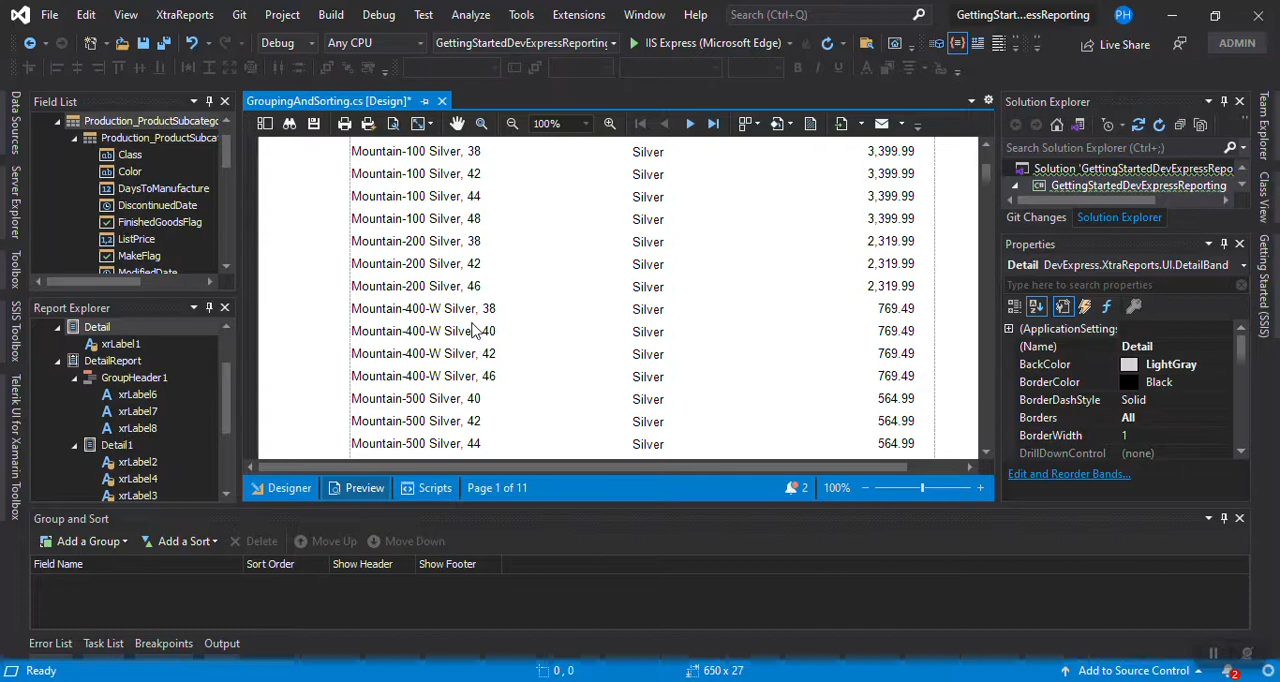 File Edit View XtraReports Git Project Build Debug Test Analyze Tools Extensions Window Help Search (Ctrl+Q) GettingStart...essReporting PH
Debug Any CPU GettingStartedDevExpressReporting IIS Express (Microsoft Edge) Live Share ADMIN
B I U A
Data Sources
Server Explorer
Toolbox
SSIS Toolbox
Telerik UI for Xamarin Toolbox
Field List
Production_ProductSubcatego
Production_ProductSubca
Class
Color
DaysToManufacture
DiscontinuedDate
FinishedGoodsFlag
ListPrice
MakeFlag
ModifiedDate
Report Explorer
Detail
xrLabel1
DetailReport
GroupHeader1
xrLabel6
xrLabel7
xrLabel8
Detail1
xrLabel2
xrLabel4
xrLabel3
GroupingAndSorting.cs [Design]*
100%
Mountain-100 Silver, 38 Silver 3,399.99
Mountain-100 Silver, 42 Silver 3,399.99
Mountain-100 Silver, 44 Silver 3,399.99
Mountain-100 Silver, 48 Silver 3,399.99
Mountain-200 Silver, 38 Silver 2,319.99
Mountain-200 Silver, 42 Silver 2,319.99
Mountain-200 Silver, 46 Silver 2,319.99
Mountain-400-W Silver, 38 Silver 769.49
Mountain-400-W Silver, 40 Silver 769.49
Mountain-400-W Silver, 42 Silver 769.49
Mountain-400-W Silver, 46 Silver 769.49
Mountain-500 Silver, 40 Silver 564.99
Mountain-500 Silver, 42 Silver 564.99
Mountain-500 Silver, 44 Silver 564.99
Designer Preview Scripts Page 1 of 11 2 100%
Solution Explorer
Search Solution Explorer (Ctrl+;)
Solution 'GettingStartedDevExpressRepo
GettingStartedDevExpressReporting
Git Changes Solution Explorer
Properties
Detail DevExpress.XtraReports.UI.DetailBand
Type here to search properties
(ApplicationSetting:
(Name) Detail
BackColor LightGray
BorderColor Black
BorderDashStyle Solid
Borders All
BorderWidth 1
DrillDownControl (none)
Edit and Reorder Bands...
Team Explorer
Class View
Getting Started (SSIS)
Group and Sort
Add a Group Add a Sort Delete Move Up Move Down
Field Name Sort Order Show Header Show Footer
Error List Task List Breakpoints Output
Ready 0 , 0 650 x 27 Add to Source Control 2